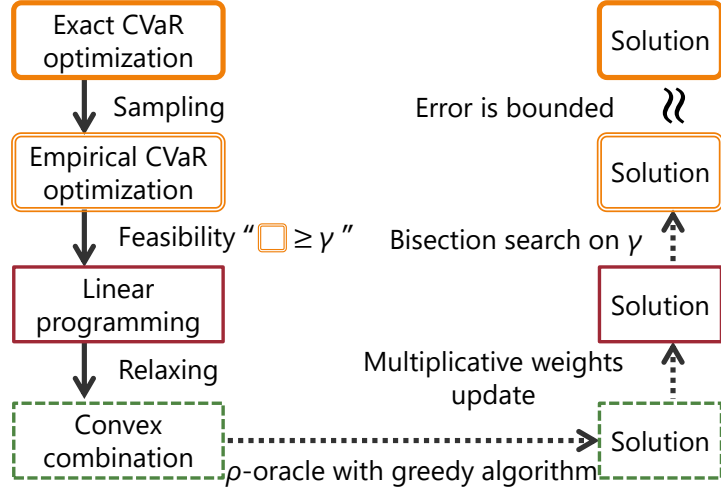 Exact CVaR
optimization
Solution
Sampling
Error is bounded
≈
Empirical CVaR
optimization
Solution
Feasibility “ ≥ γ ”
Bisection search on γ
Linear
programming
Solution
Relaxing
Multiplicative weights
update
Convex
combination
Solution
ρ-oracle with greedy algorithm